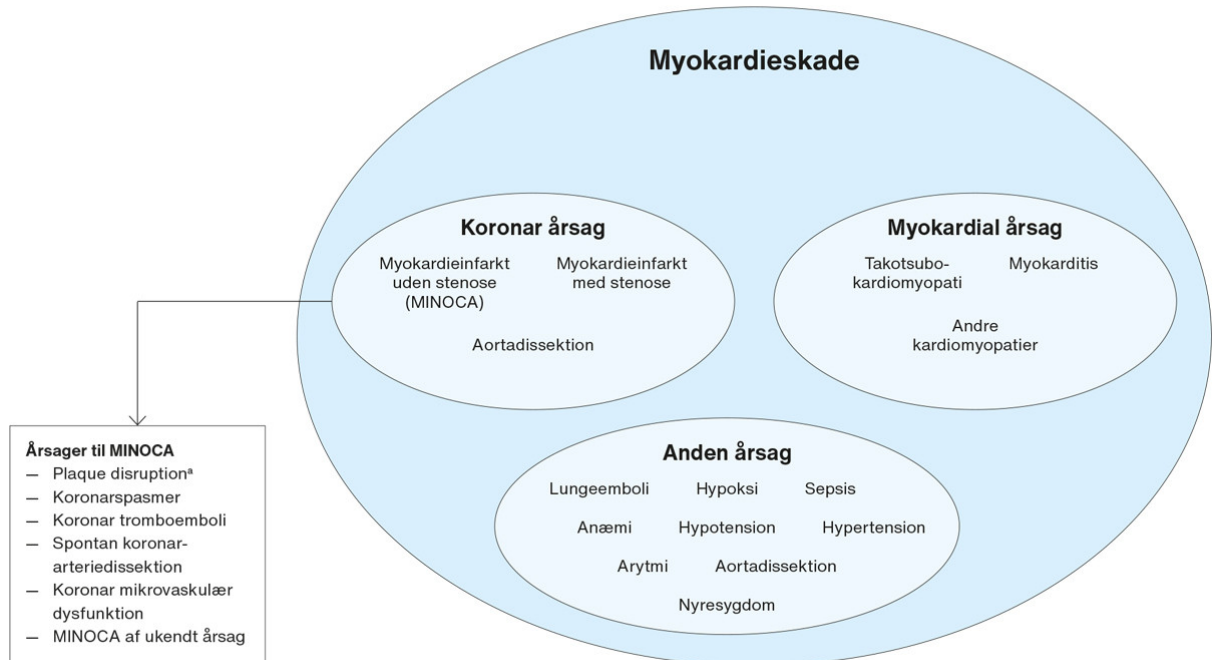 Myokardieskade
Koronar årsag
Myokardieinfarkt
uden stenose
(MINOCA)
Myokardieinfarkt
med stenose
Aortadissektion
Myokardial årsag
Takotsubo-
kardiomyopati
Myokarditis
Andre
kardiomyopatier
Årsager til MINOCA
— Plaque disruptionᵃ
— Koronarspasmer
— Koronar tromboemboli
— Spontan koronar-
arteriedissektion
— Koronar mikrovaskulær
dysfunktion
— MINOCA af ukendt årsag
Anden årsag
Lungeemboli Hypoksi Sepsis
Anæmi Hypotension Hypertension
Arytmi Aortadissektion
Nyresygdom